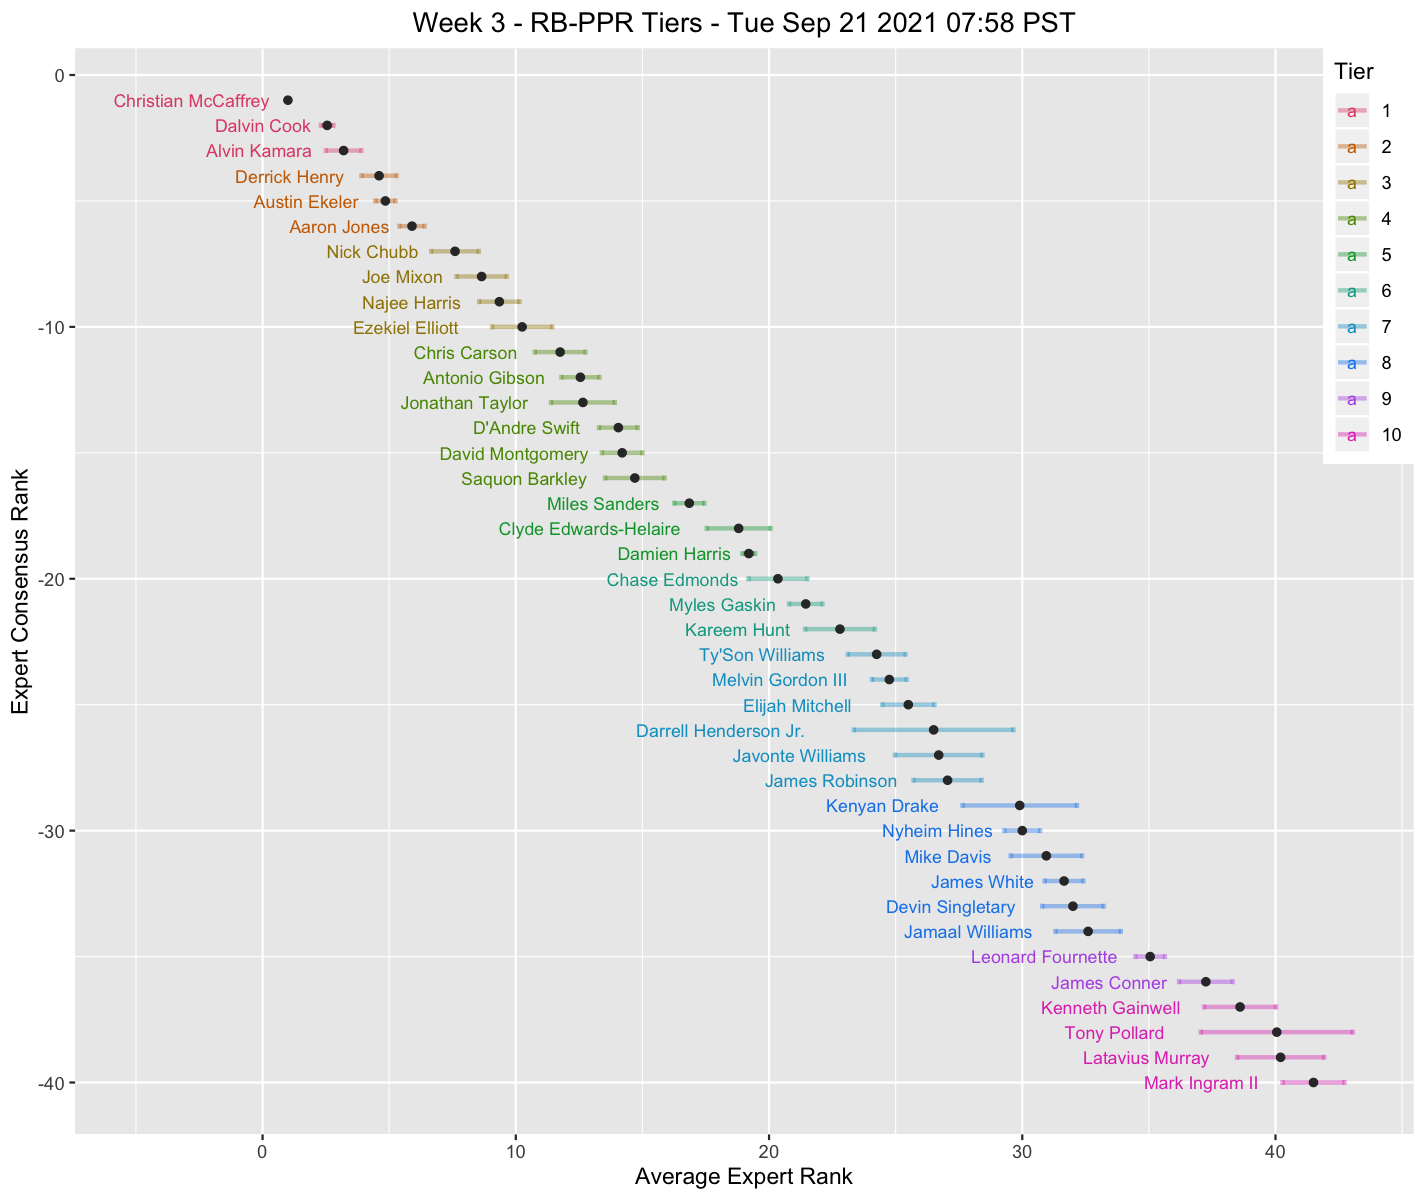 Week 3 - RB-PPR Tiers - Tue Sep 21 2021 07:58 PST
Expert Consensus Rank
0
-10
-20
-30
-40
Christian McCaffrey
Dalvin Cook
Alvin Kamara
Derrick Henry
Austin Ekeler
Aaron Jones
Nick Chubb
Joe Mixon
Najee Harris
Ezekiel Elliott
Chris Carson
Antonio Gibson
Jonathan Taylor
D'Andre Swift
David Montgomery
Saquon Barkley
Miles Sanders
Clyde Edwards-Helaire
Damien Harris
Chase Edmonds
Myles Gaskin
Kareem Hunt
Ty'Son Williams
Melvin Gordon III
Elijah Mitchell
Darrell Henderson Jr.
Javonte Williams
James Robinson
Kenyan Drake
Nyheim Hines
Mike Davis
James White
Devin Singletary
Jamaal Williams
Leonard Fournette
James Conner
Kenneth Gainwell
Tony Pollard
Latavius Murray
Mark Ingram II
Tier
a 1
a 2
a 3
a 4
a 5
a 6
a 7
a 8
a 9
a 10
0 10 20 30 40
Average Expert Rank